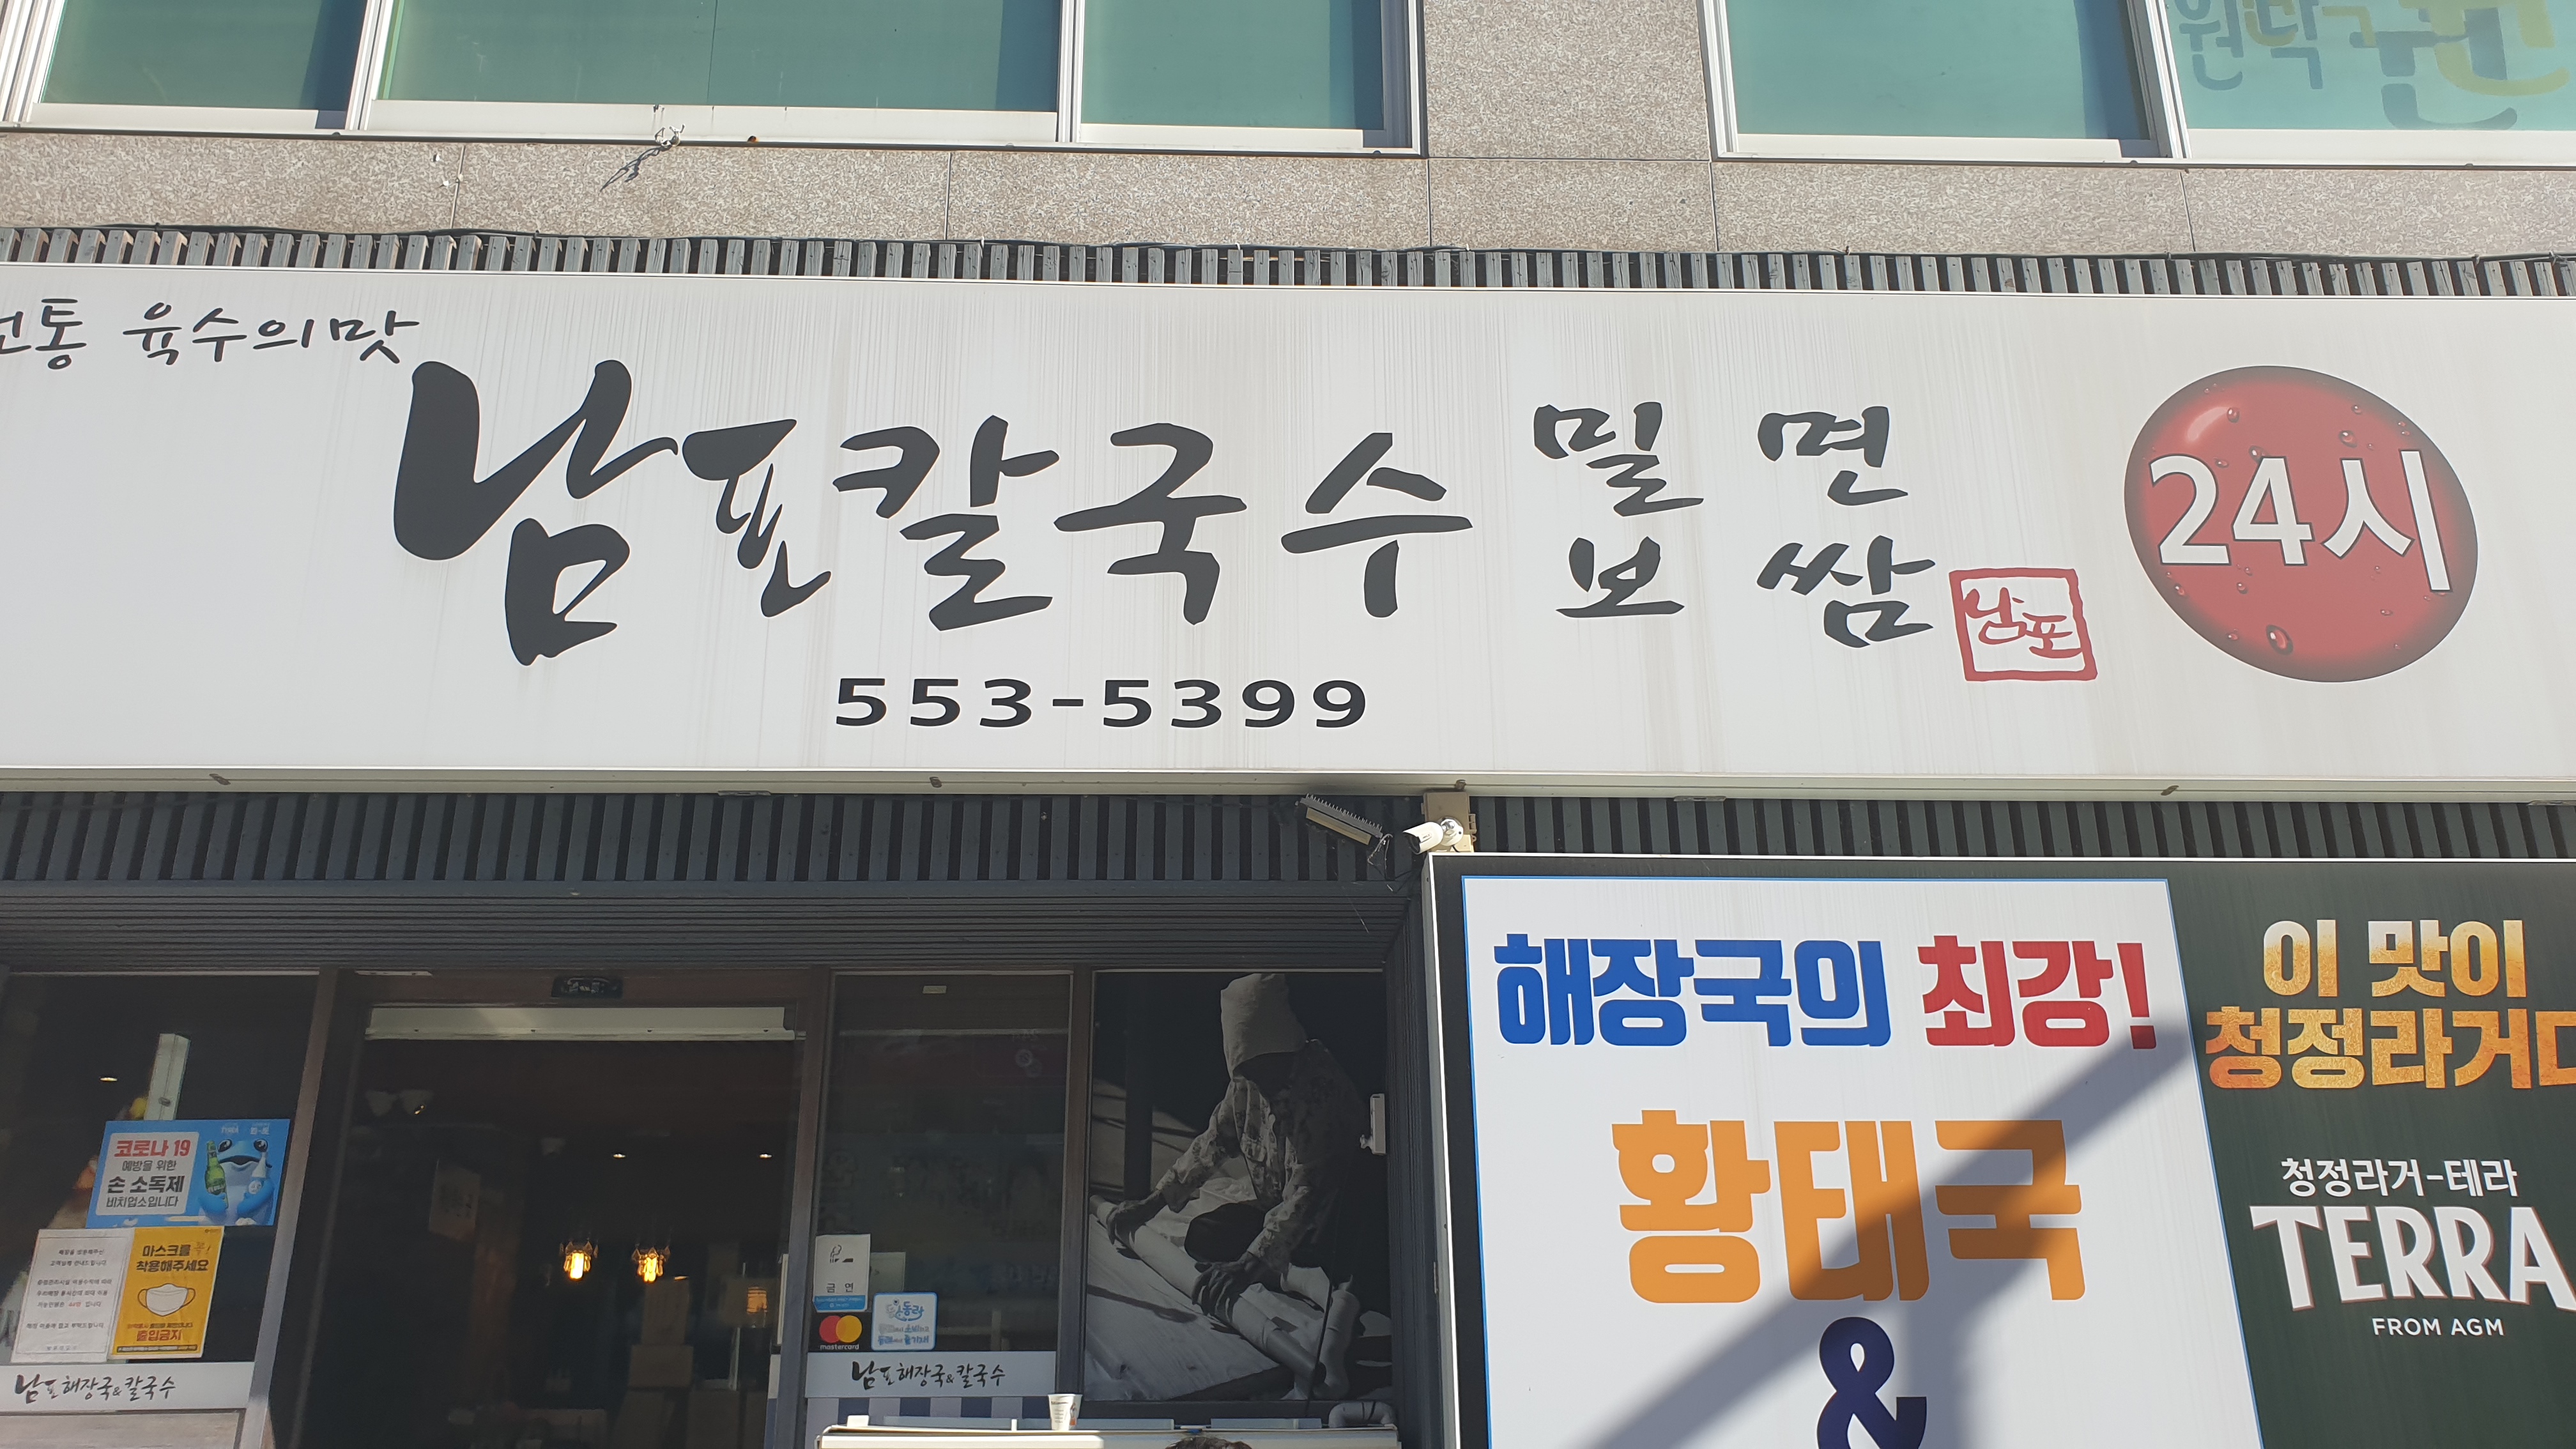 통 육수의맛
남포칼국수
밀면
보쌈
남포
24시
553-5399
해장국의 최강!
황태국
&
이 맛이
청정라거다
청정라거-테라
TERRA
FROM AGM
코로나 19
예방을 위한
손 소독제
비치업소입니다
마스크를
착용해주세요
출입금지
금연
mastercard
남포해장국&칼국수
남포해장국&칼국수